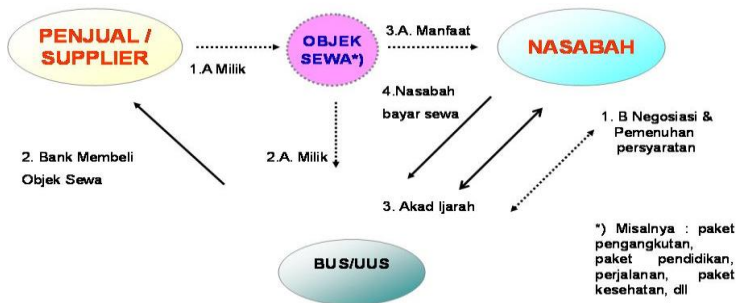 PENJUAL /
SUPPLIER
1.A Milik
OBJEK
SEWA*)
3.A. Manfaat
NASABAH
4.Nasabah
bayar sewa
2.A. Milik
1. B Negosiasi &
Pemenuhan
persyaratan
2. Bank Membeli
Objek Sewa
3. Akad Ijarah
BUS/UUS
*) Misalnya : paket
pengangkutan,
paket pendidikan,
perjalanan, paket
kesehatan, dll